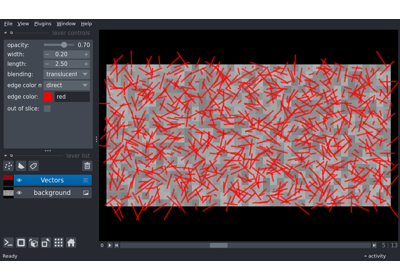 File View Plugins Window Help
layer controls
opacity: 0.70
width: 0.20
length: 2.50
blending: translucent
edge color m direct
edge color: red
out of slice:
layer list
Vectors
background
0
5 13
Ready
activity